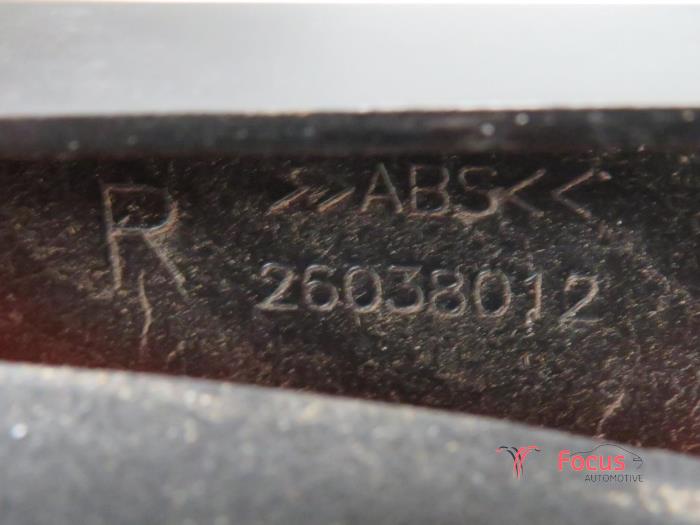 R >>ABS<<
26038012
Focus
AUTOMOTIVE